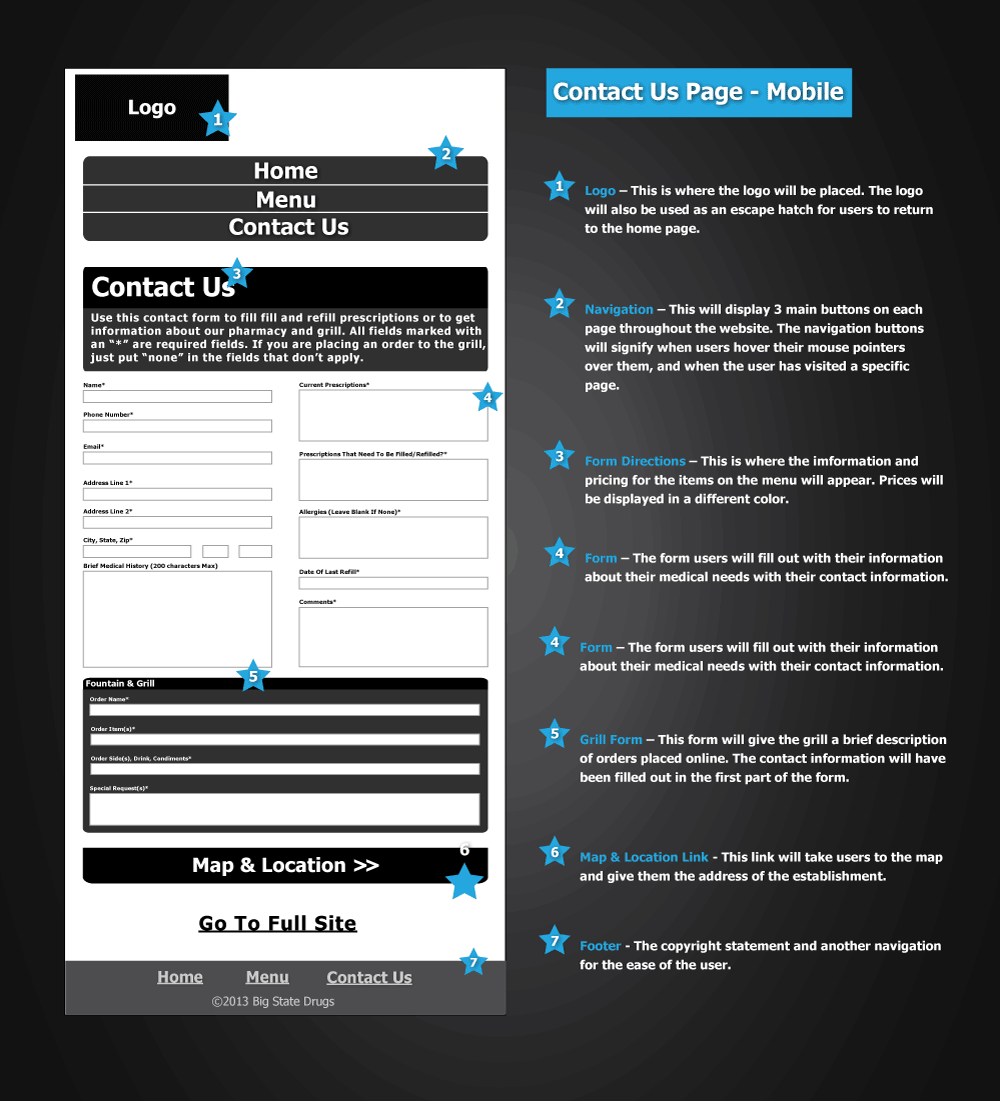 Logo
1
2
Home
Menu
Contact Us
3
Contact Us
Use this contact form to fill fill and refill prescriptions or to get
information about our pharmacy and grill. All fields marked with
an “*” are required fields. If you are placing an order to the grill,
just put “none” in the fields that don’t apply.
Name*
Phone Number*
Email*
Address Line 1*
Address Line 2*
City, State, Zip*
Brief Medical History (200 characters Max)
Current Prescriptions*
4
Prescriptions That Need To Be Filled/Refilled?*
Allergies (Leave Blank If None)*
Date Of Last Refill*
Comments*
5
Fountain & Grill
Order Name*
Order Item(s)*
Order Side(s), Drink, Condiments*
Special Request(s)*
6
Map & Location >>
Go To Full Site
7
Home Menu Contact Us
©2013 Big State Drugs
Contact Us Page - Mobile
1
Logo – This is where the logo will be placed. The logo
will also be used as an escape hatch for users to return
to the home page.
2
Navigation – This will display 3 main buttons on each
page throughout the website. The navigation buttons
will signify when users hover their mouse pointers
over them, and when the user has visited a specific
page.
3
Form Directions – This is where the imformation and
pricing for the items on the menu will appear. Prices will
be displayed in a different color.
4
Form – The form users will fill out with their information
about their medical needs with their contact information.
4
Form – The form users will fill out with their information
about their medical needs with their contact information.
5
Grill Form – This form will give the grill a brief description
of orders placed online. The contact information will have
been filled out in the first part of the form.
6
Map & Location Link - This link will take users to the map
and give them the address of the establishment.
7
Footer - The copyright statement and another navigation
for the ease of the user.